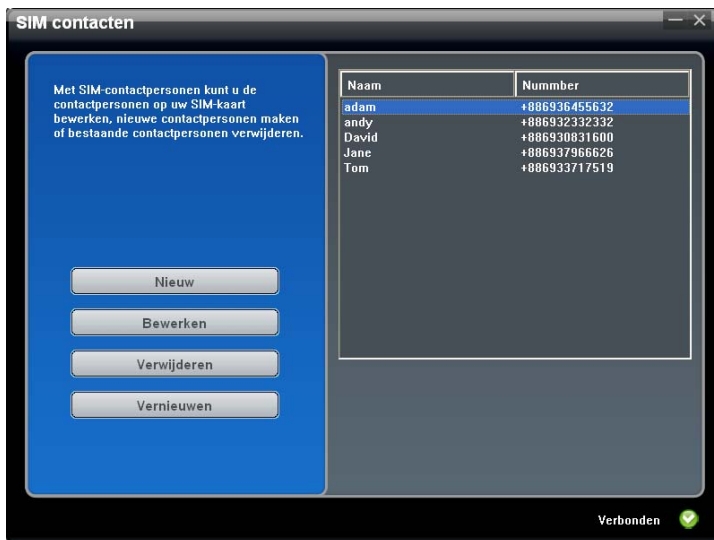 SIM contacten
Met SIM-contactpersonen kunt u de
contactpersonen op uw SIM-kaart
bewerken, nieuwe contactpersonen maken
of bestaande contactpersonen verwijderen.
Nieuw
Bewerken
Verwijderen
Vernieuwen
Naam Nummber
adam +886936455632
andy +886932332332
David +886930831600
Jane +886937966626
Tom +886933717519
Verbonden